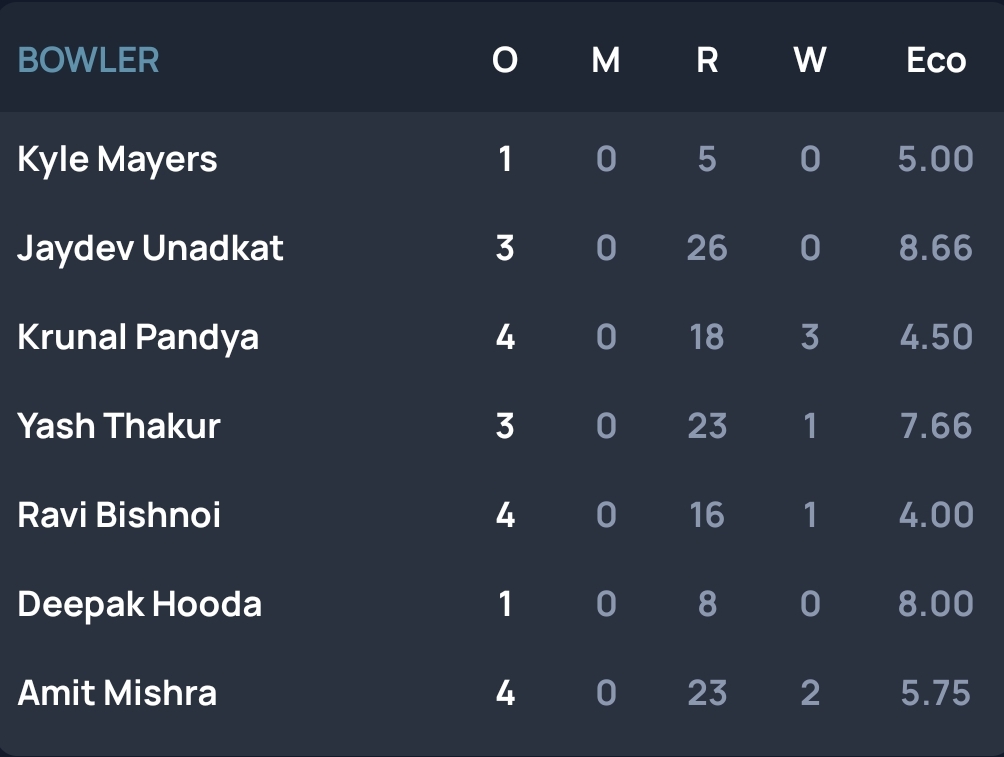 BOWLER O M R W Eco
Kyle Mayers 1 0 5 0 5.00
Jaydev Unadkat 3 0 26 0 8.66
Krunal Pandya 4 0 18 3 4.50
Yash Thakur 3 0 23 1 7.66
Ravi Bishnoi 4 0 16 1 4.00
Deepak Hooda 1 0 8 0 8.00
Amit Mishra 4 0 23 2 5.75